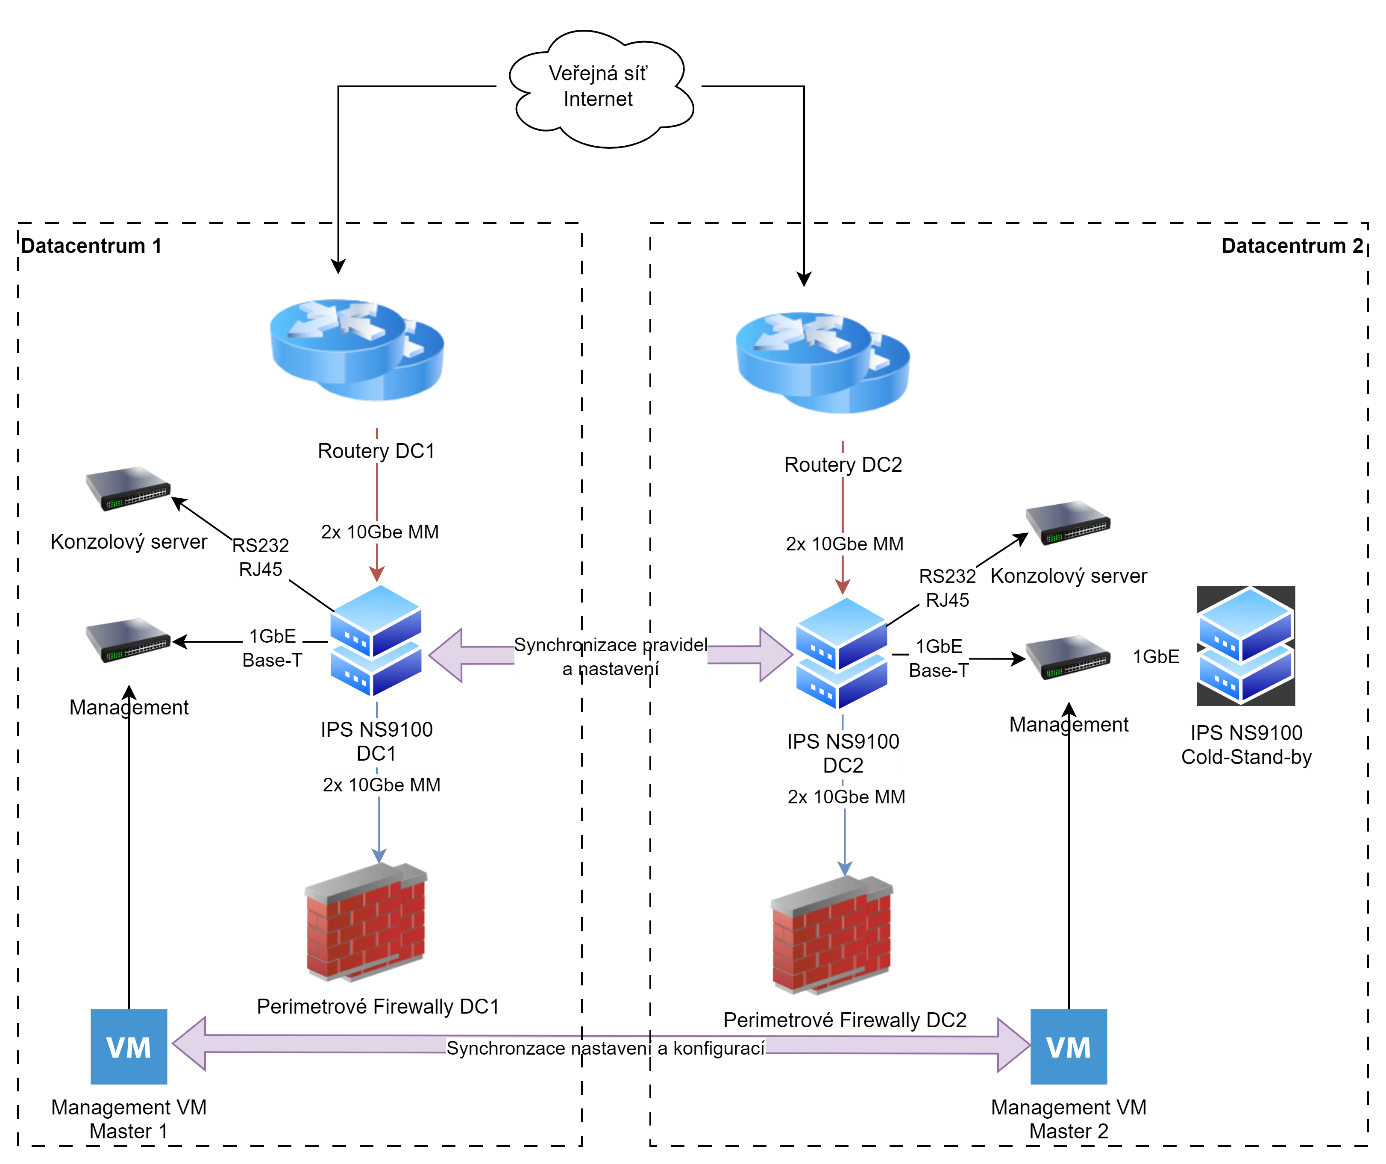 Veřejná síť
Internet
Datacentrum 1
Datacentrum 2
Routery DC1
Routery DC2
2x 10Gbe MM
2x 10Gbe MM
Konzolový server
RS232
RJ45
RS232
RJ45
Konzolový server
1GbE
Base-T
Synchronizace pravidel
a nastavení
1GbE
Base-T
1GbE
Management
Management
IPS NS9100
DC1
IPS NS9100
DC2
IPS NS9100
Cold-Stand-by
2x 10Gbe MM
2x 10Gbe MM
Perimetrové Firewally DC1
Perimetrové Firewally DC2
VM
Synchronzace nastavení a konfigurací
VM
Management VM
Master 1
Management VM
Master 2